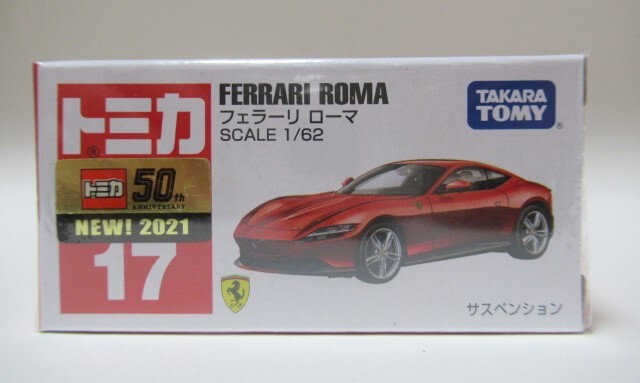 トミカ
®
トミカ 50th
ANNIVERSARY
NEW! 2021
17
FERRARI ROMA
フェラーリ ローマ
SCALE 1/62
TAKARA
TOMY
®
サスペンション